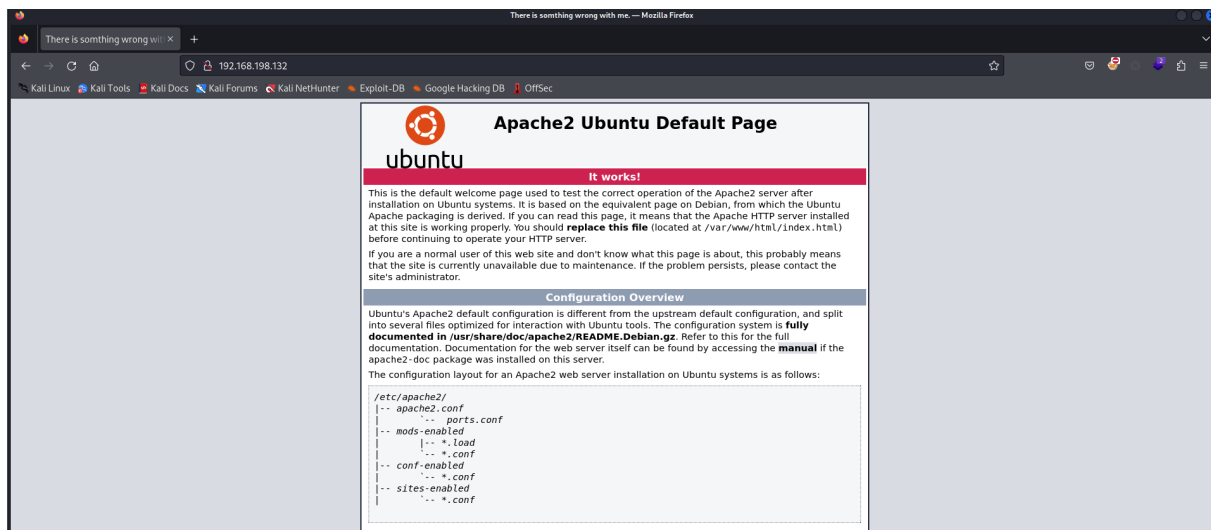 There is somthing wrong with me. — Mozilla Firefox
There is somthing wrong wit
192.168.198.132
Kali Linux Kali Tools Kali Docs Kali Forums Kali NetHunter Exploit-DB Google Hacking DB OffSec
ubuntu
Apache2 Ubuntu Default Page
It works!
This is the default welcome page used to test the correct operation of the Apache2 server after
installation on Ubuntu systems. It is based on the equivalent page on Debian, from which the Ubuntu
Apache packaging is derived. If you can read this page, it means that the Apache HTTP server installed
at this site is working properly. You should replace this file (located at /var/www/html/index.html)
before continuing to operate your HTTP server.
If you are a normal user of this web site and don't know what this page is about, this probably means
that the site is currently unavailable due to maintenance. If the problem persists, please contact the
site's administrator.
Configuration Overview
Ubuntu's Apache2 default configuration is different from the upstream default configuration, and split
into several files optimized for interaction with Ubuntu tools. The configuration system is fully
documented in /usr/share/doc/apache2/README.Debian.gz. Refer to this for the full
documentation. Documentation for the web server itself can be found by accessing the manual if the
apache2-doc package was installed on this server.
The configuration layout for an Apache2 web server installation on Ubuntu systems is as follows:
/etc/apache2/
|-- apache2.conf
|       `--  ports.conf
|-- mods-enabled
|       |-- *.load
|       `-- *.conf
|-- conf-enabled
|       `-- *.conf
|-- sites-enabled
|       `-- *.conf